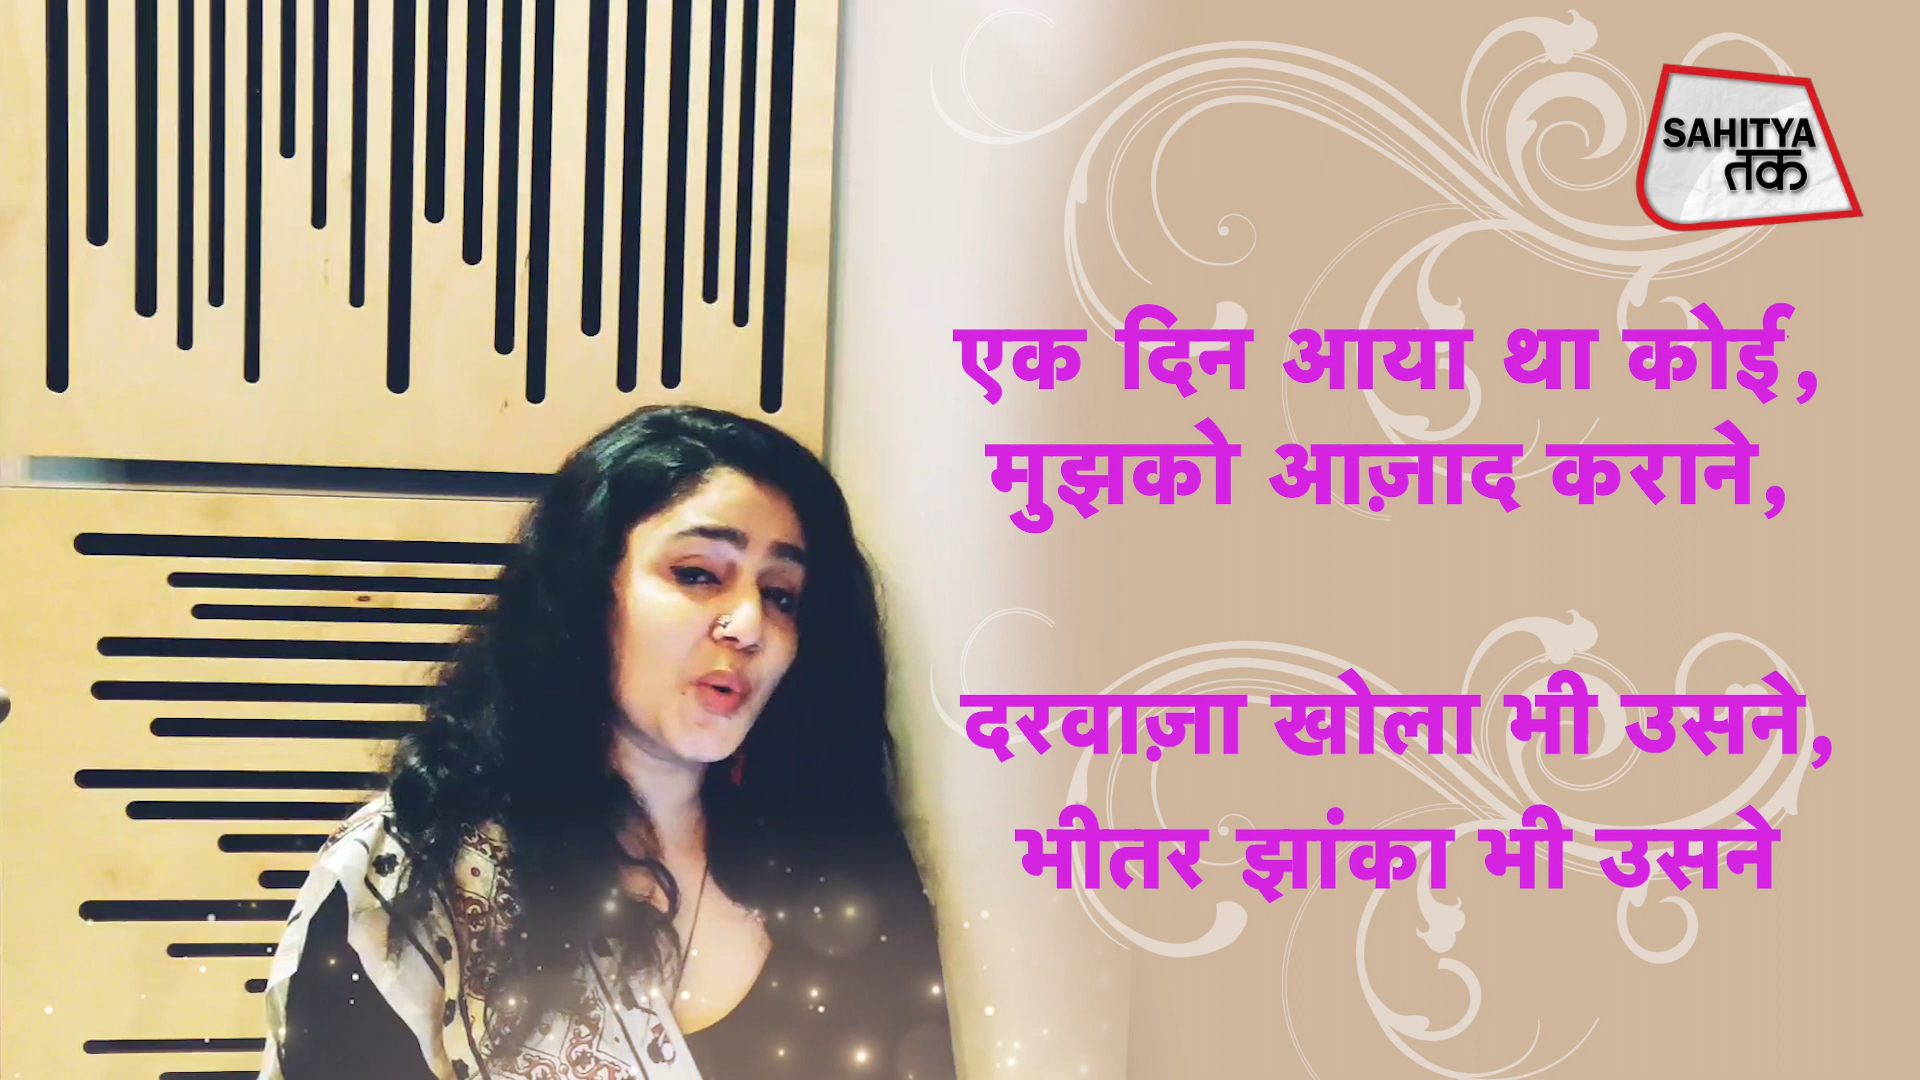 SAHITYA
तक
एक दिन आया था कोई,
मुझको आज़ाद कराने,
दरवाज़ा खोला भी उसने,
भीतर झांका भी उसने